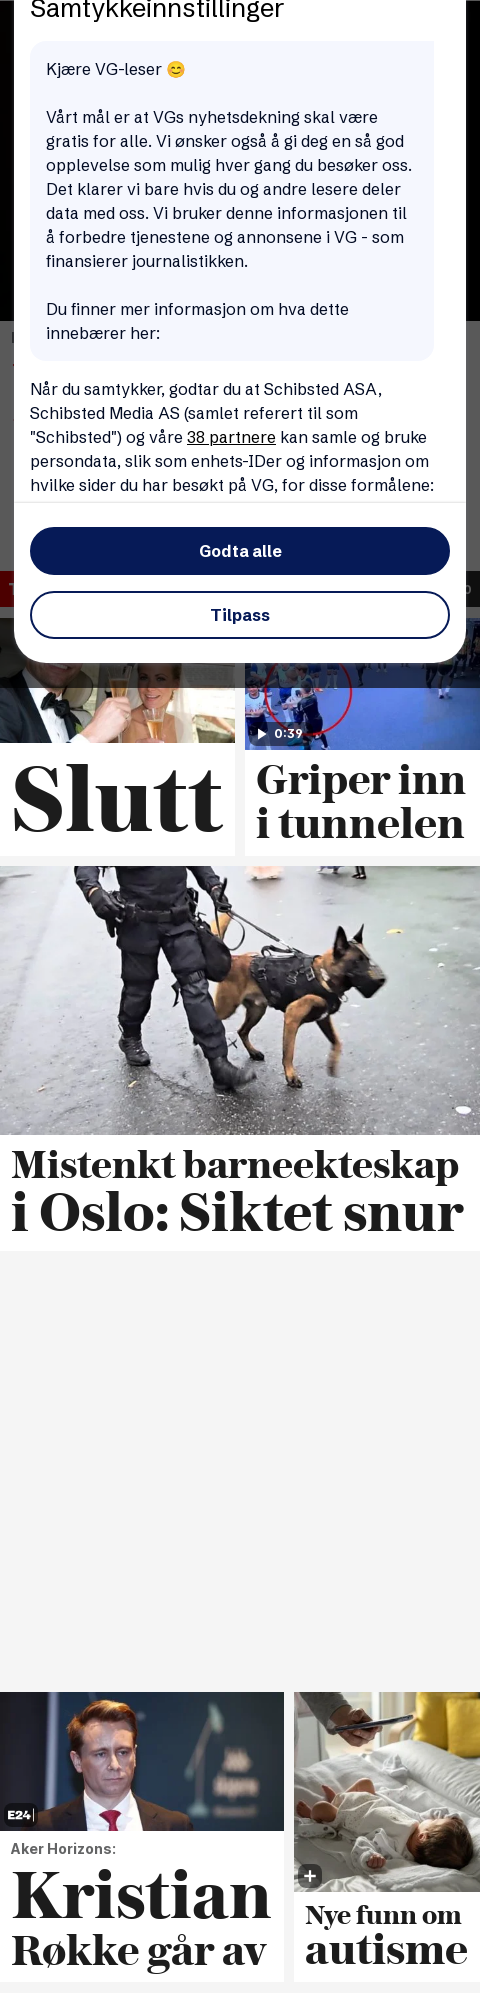 Samtykkeinnstillinger
Kjære VG-leser 😊
Vårt mål er at VGs nyhetsdekning skal være
gratis for alle. Vi ønsker også å gi deg en så god
opplevelse som mulig hver gang du besøker oss.
Det klarer vi bare hvis du og andre lesere deler
data med oss. Vi bruker denne informasjonen til
å forbedre tjenestene og annonsene i VG - som
finansierer journalistikken.
Du finner mer informasjon om hva dette
innebærer her:
Når du samtykker, godtar du at Schibsted ASA,
Schibsted Media AS (samlet referert til som
"Schibsted") og våre 38 partnere kan samle og bruke
persondata, slik som enhets-IDer og informasjon om
hvilke sider du har besøkt på VG, for disse formålene:
Godta alle
Tilpass
0:39
Slutt
Griper inn
i tunnelen
Mistenkt barneekteskap
i Oslo: Siktet snur
E24
Aker Horizons:
Kristian
Røkke går av
Nye funn om
autisme